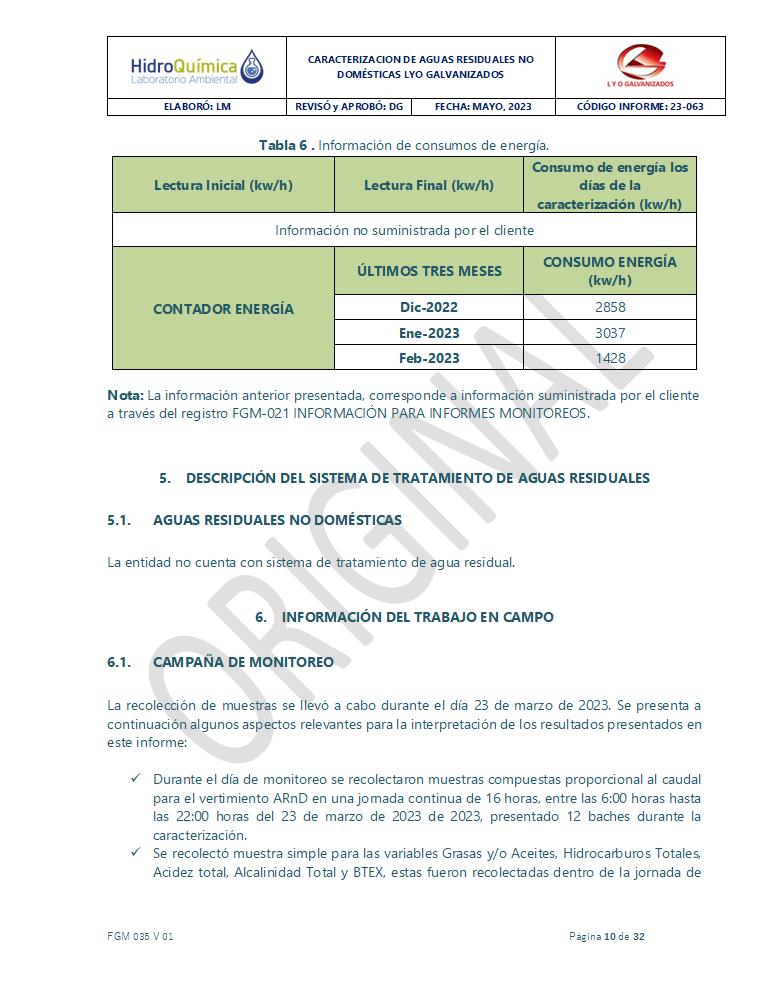 HidroQuímica
Laboratorio Ambiental
CARACTERIZACION DE AGUAS RESIDUALES NO
DOMÉSTICAS LYO GALVANIZADOS
L Y O GALVANIZADOS
ELABORÓ: LM
REVISÓ y APROBÓ: DG
FECHA: MAYO, 2023
CÓDIGO INFORME: 23-063
Tabla 6 . Información de consumos de energía.
Lectura Inicial (kw/h)
Lectura Final (kw/h)
Consumo de energía los
días de la
caracterización (kw/h)
Información no suministrada por el cliente
CONTADOR ENERGÍA
ÚLTIMOS TRES MESES
CONSUMO ENERGÍA
(kw/h)
Dic-2022
2858
Ene-2023
3037
Feb-2023
1428
Nota: La información anterior presentada, corresponde a información suministrada por el cliente
a través del registro FGM-021 INFORMACIÓN PARA INFORMES MONITOREOS.
5. DESCRIPCIÓN DEL SISTEMA DE TRATAMIENTO DE AGUAS RESIDUALES
5.1. AGUAS RESIDUALES NO DOMÉSTICAS
La entidad no cuenta con sistema de tratamiento de agua residual.
6. INFORMACIÓN DEL TRABAJO EN CAMPO
6.1. CAMPAÑA DE MONITOREO
La recolección de muestras se llevó a cabo durante el día 23 de marzo de 2023. Se presenta a
continuación algunos aspectos relevantes para la interpretación de los resultados presentados en
este informe:
✓ Durante el día de monitoreo se recolectaron muestras compuestas proporcional al caudal
para el vertimiento ARnD en una jornada continua de 16 horas, entre las 6:00 horas hasta
las 22:00 horas del 23 de marzo de 2023 de 2023, presentado 12 baches durante la
caracterización.
✓ Se recolectó muestra simple para las variables Grasas y/o Aceites, Hidrocarburos Totales,
Acidez total, Alcalinidad Total y BTEX, estas fueron recolectadas dentro de la jornada de
ORIGINAL
FGM 035 V 01
Página 10 de 32